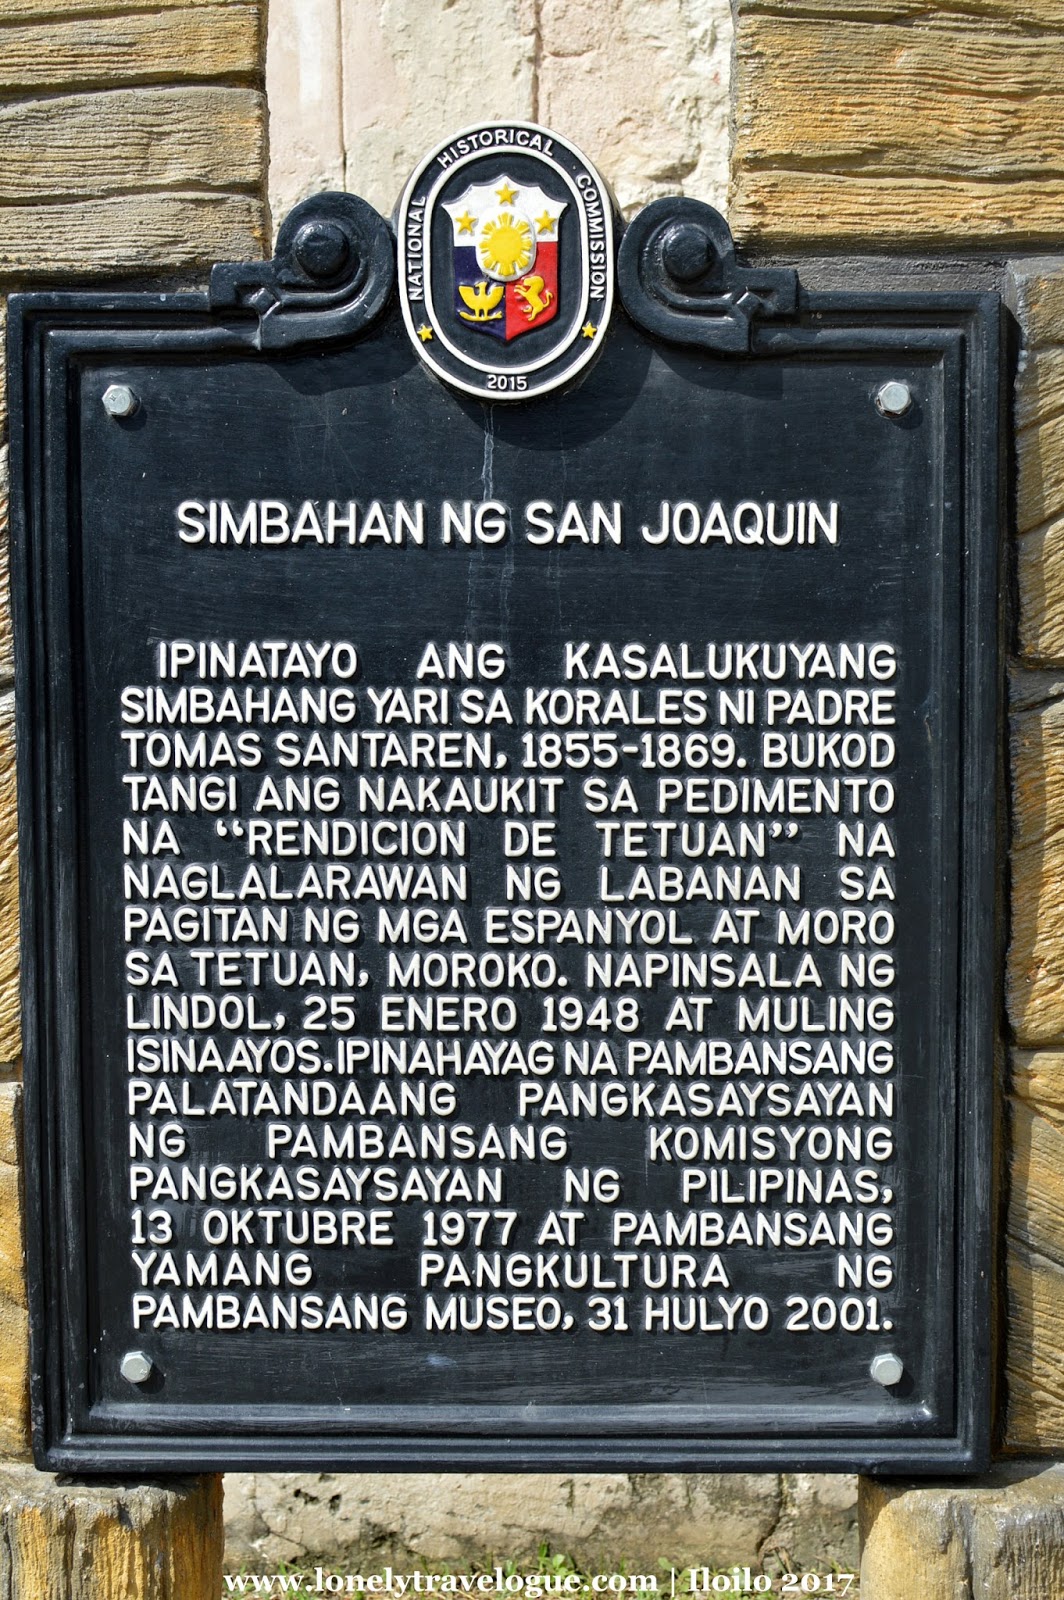 NATIONAL HISTORICAL COMMISSION
2015
SIMBAHAN NG SAN JOAQUIN
IPINATAYO ANG KASALUKUYANG
SIMBAHANG YARI SA KORALES NI PADRE
TOMAS SANTAREN, 1855-1869. BUKOD
TANGI ANG NAKAUKIT SA PEDIMENTO
NA “RENDICION DE TETUAN” NA
NAGLALARAWAN NG LABANAN SA
PAGITAN NG MGA ESPANYOL AT MORO
SA TETUAN, MOROKO. NAPINSALA NG
LINDOL, 25 ENERO 1948 AT MULING
ISINAAYOS. IPINAHAYAG NA PAMBANSANG
PALATANDAANG PANGKASAYSAYAN
NG PAMBANSANG KOMISYONG
PANGKASAYSAYAN NG PILIPINAS,
13 OKTUBRE 1977 AT PAMBANSANG
YAMANG PANGKULTURA NG
PAMBANSANG MUSEO, 31 HULYO 2001.
www.lonelytravelogue.com | Iloilo 2017